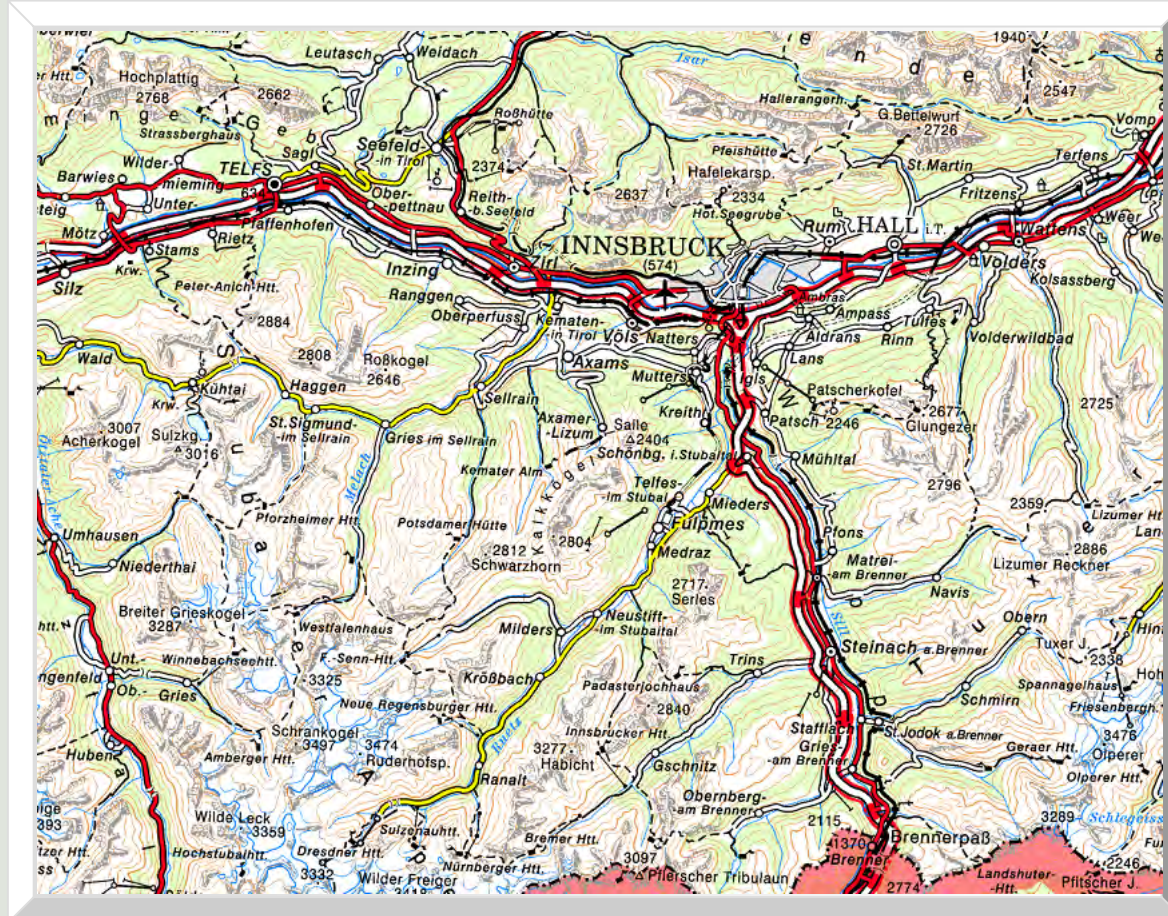 Leutasch
Weidach
Isar
1940
Hochplattig
2768
2662
Hallerangerh.
2547
Strassberghaus
Roßhütte
G.Bettelwurf
2726
Vomp
Seefeld-
-in Tirol
Pfeishütte
Sagl
Wilder-
mieming
TELFS
2374
Hafelekarsp.
2334
St.Martin
Terfens
Barwies
Unter-
634
Ober-
pettnau
Reith-
-b.Seefeld
2637
Hot.Seegrube
Fritzens
Weer
Mötz
Pfaffenhofen
Rum
HALL i.T.
Wattens
Stams
Rietz
INNSBRUCK
(574)
Volders
Krw.
Silz
Inzing
Zirl
Kolsassberg
Peter-Anich-Htt.
Ranggen
Oberperfuss
Kematen-
-in Tirol
Völs
Natters
Ambras
Ampass
Tulfes
2884
Aldrans
Rinn
Volderwildbad
Wald
2808
Roßkogel
2646
Axams
Lans
Kühtai
Haggen
Mutters
Igls
Patscherkofel
2246
Krw.
Sellrain
Kreith
Patsch
2677
Glungezer
2725
3007
Acherkogel
Sulzkg.
3016
St.Sigmund-
-im Sellrain
Gries im Sellrain
Axamer-
-Lizum
Saile
2404
Schönbg. i.Stubaital
Mühltal
Ötztaler Ache
Melach
Kemater Alm
Kalkkögel
Telfes-
-im Stubai
Mieders
2796
2359
Lizumer Ht
Umhausen
Pforzheimer Htt.
Potsdamer Hütte
2804
Fulpmes
Pfons
2812
Schwarzhorn
Medraz
Matrei-
-am Brenner
2886
Lizumer Reckner
Niederthai
2717
Serles
Navis
Breiter Grieskogel
3287
Westfalenhaus
Neustift-
-im Stubaital
Sill
Obern
Milders
Tuxer J.
2338
Unt.-
Winnebachseehtt.
F.-Senn-Htt.
Steinach a.Brenner
Ob.-
Gries
3325
Krößbach
Trins
Spannagelhaus
Schmirn
Friesenbergh.
Neue Regensburger Htt.
Padasterjochhaus
2840
Schrankogel
3497
3474
Ruderhofsp.
Ruetz
Innsbrucker Htt.
Stafflach
St.Jodok a.Brenner
3476
Olperer
Huben
Amberger Htt.
3277
Habicht
Gries-
-am Brenner
Geraer Htt.
Gschnitz
Olperer Htt.
Ranalt
Obernberg-
-am Brenner
Wilde Leck
3359
Sulzenauhtt.
2115
3289
Hochstubaihtt.
Dresdner Htt.
3332
Bremer Htt.
Brennerpaß
1370
Brenner
Nürnberger Htt.
3097
Pflerscher Tribulaun
Wilder Freiger
2774
Landshuter-
-Htt.
Pfitscher J.
2246